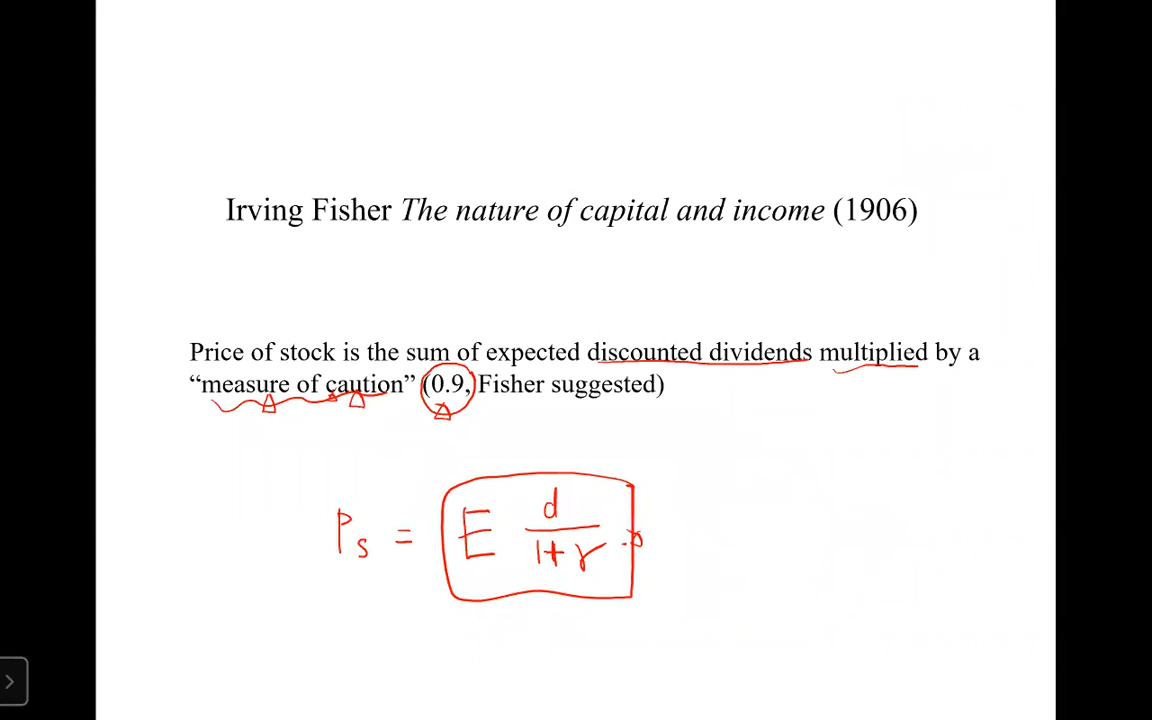 Irving Fisher The nature of capital and income (1906)
Price of stock is the sum of expected discounted dividends multiplied by a
“measure of caution” (0.9, Fisher suggested)
Ps = E d/1+r